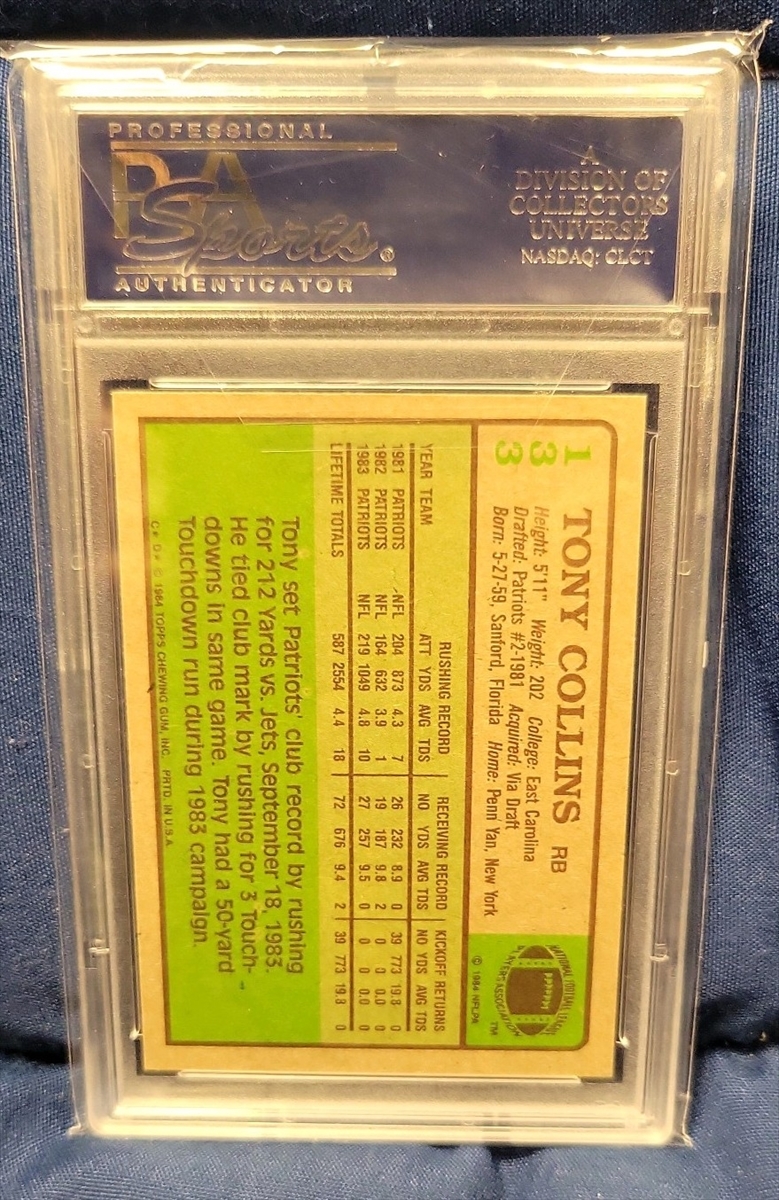 PROFESSIONAL
PSA
Sports®
AUTHENTICATOR
A
DIVISION OF
COLLECTORS
UNIVERSE
NASDAQ: CLCT
133
TONY COLLINS RB
Height: 5'11" Weight: 202 College: East Carolina
Drafted: Patriots #2-1981 Acquired: Via Draft
Born: 5-27-59, Sanford, Florida Home: Penn Yan, New York
NATIONAL FOOTBALL LEAGUE
PLAYERS ASSOCIATION
TM
© 1984 NFLPA
RUSHING RECORD RECEIVING RECORD KICKOFF RETURNS
YEAR TEAM ATT YDS AVG TDS NO YDS AVG TDS NO YDS AVG TDS
1981 PATRIOTS NFL 204 873 4.3 7 26 232 8.9 0 39 773 19.8 0
1982 PATRIOTS NFL 164 632 3.9 1 19 187 9.8 2 0 0 0.0 0
1983 PATRIOTS NFL 219 1049 4.8 10 27 257 9.5 0 0 0 0.0 0
LIFETIME TOTALS 587 2554 4.4 18 72 676 9.4 2 39 773 19.8 0
Tony set Patriots' club record by rushing
for 212 Yards vs. Jets, September 18, 1983.
He tied club mark by rushing for 3 Touch-
downs in same game. Tony had a 50-yard
Touchdown run during 1983 campaign.
C* D* © 1984 TOPPS CHEWING GUM, INC. PRTD. IN U.S.A.